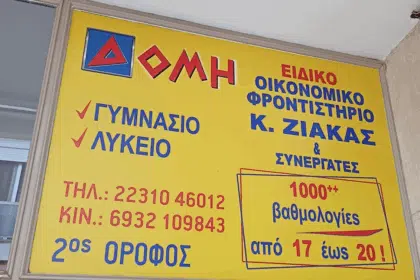 ΔΟΜΗ
✓ ΓΥΜΝΑΣΙΟ
✓ ΛΥΚΕΙΟ
ΤΗΛ.: 22310 46012
ΚΙΝ.: 6932 109843
2ος ΟΡΟΦΟΣ
ΕΙΔΙΚΟ
ΟΙΚΟΝΟΜΙΚΟ
ΦΡΟΝΤΙΣΤΗΡΙΟ
Κ. ΖΙΑΚΑΣ
&
ΣΥΝΕΡΓΑΤΕΣ
1000++
βαθμολογίες
από 17 έως 20 !